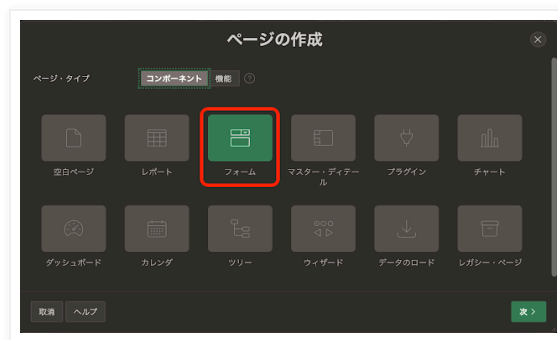 ページの作成
ページ・タイプ
コンポーネント 機能
空白ページ レポート フォーム マスター・ディテール プラグイン チャート
ダッシュボード カレンダ ツリー ウィザード データのロード レガシー・ページ
取消 ヘルプ 次 >